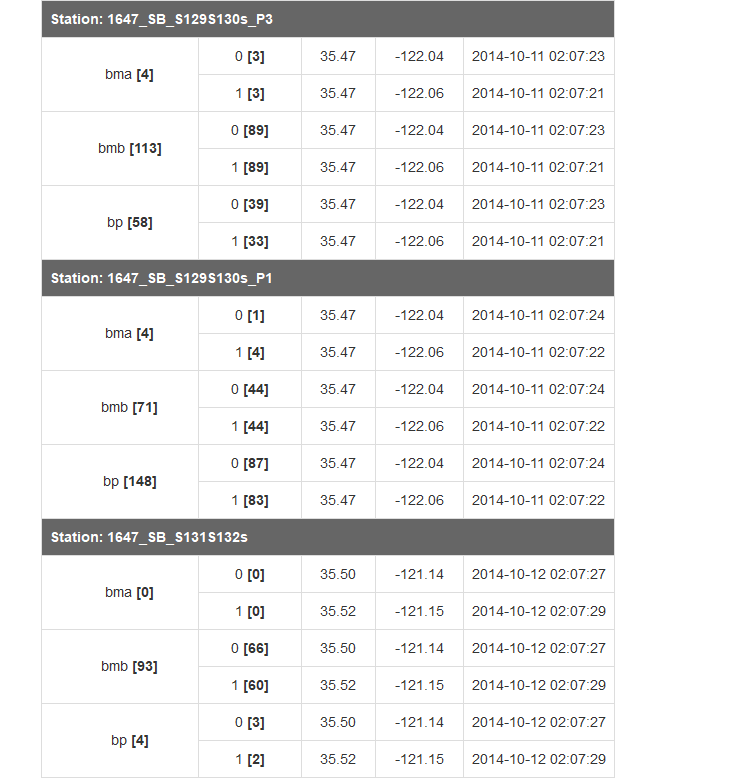 Station: 1647_SB_S129S130s_P3
bma [4]
0 [3] 35.47 -122.04 2014-10-11 02:07:23
1 [3] 35.47 -122.06 2014-10-11 02:07:21
bmb [113]
0 [89] 35.47 -122.04 2014-10-11 02:07:23
1 [89] 35.47 -122.06 2014-10-11 02:07:21
bp [58]
0 [39] 35.47 -122.04 2014-10-11 02:07:23
1 [33] 35.47 -122.06 2014-10-11 02:07:21
Station: 1647_SB_S129S130s_P1
bma [4]
0 [1] 35.47 -122.04 2014-10-11 02:07:24
1 [4] 35.47 -122.06 2014-10-11 02:07:22
bmb [71]
0 [44] 35.47 -122.04 2014-10-11 02:07:24
1 [44] 35.47 -122.06 2014-10-11 02:07:22
bp [148]
0 [87] 35.47 -122.04 2014-10-11 02:07:24
1 [83] 35.47 -122.06 2014-10-11 02:07:22
Station: 1647_SB_S131S132s
bma [0]
0 [0] 35.50 -121.14 2014-10-12 02:07:27
1 [0] 35.52 -121.15 2014-10-12 02:07:29
bmb [93]
0 [66] 35.50 -121.14 2014-10-12 02:07:27
1 [60] 35.52 -121.15 2014-10-12 02:07:29
bp [4]
0 [3] 35.50 -121.14 2014-10-12 02:07:27
1 [2] 35.52 -121.15 2014-10-12 02:07:29